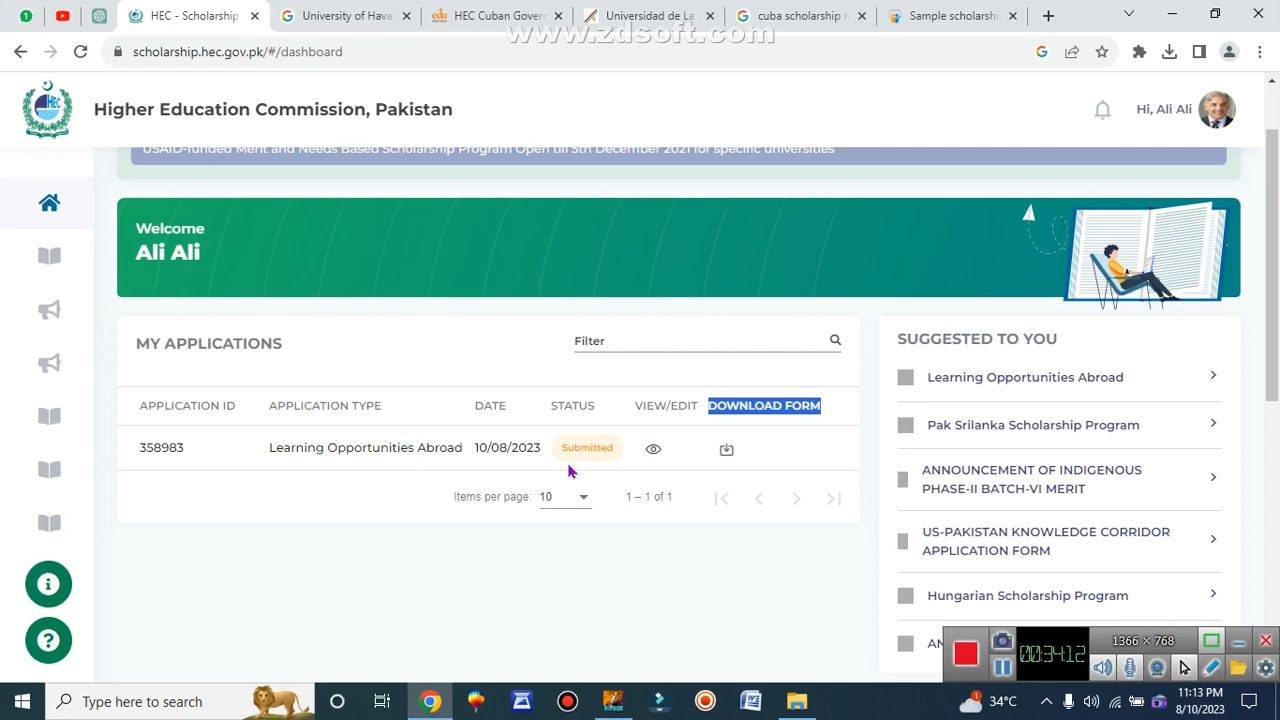 HEC - Scholarship
University of Hava
HEC Cuban Govern
Universidad de La
cuba scholarship re
Sample scholarshi
www.zdsoft.com
scholarship.hec.gov.pk/#/dashboard
HEC
Higher Education Commission, Pakistan
Hi, Ali Ali
USAID-funded Merit and Needs Based Scholarship Program Open till 5th December 2021 for specific universities
Welcome
Ali Ali
MY APPLICATIONS
Filter
APPLICATION ID APPLICATION TYPE DATE STATUS VIEW/EDIT DOWNLOAD FORM
358983 Learning Opportunities Abroad 10/08/2023 Submitted
Items per page: 10 1 – 1 of 1
SUGGESTED TO YOU
Learning Opportunities Abroad
Pak Srilanka Scholarship Program
ANNOUNCEMENT OF INDIGENOUS
PHASE-II BATCH-VI MERIT
US-PAKISTAN KNOWLEDGE CORRIDOR
APPLICATION FORM
Hungarian Scholarship Program
AN
1366 × 768
00:34:12
Type here to search
34°C
11:13 PM
8/10/2023